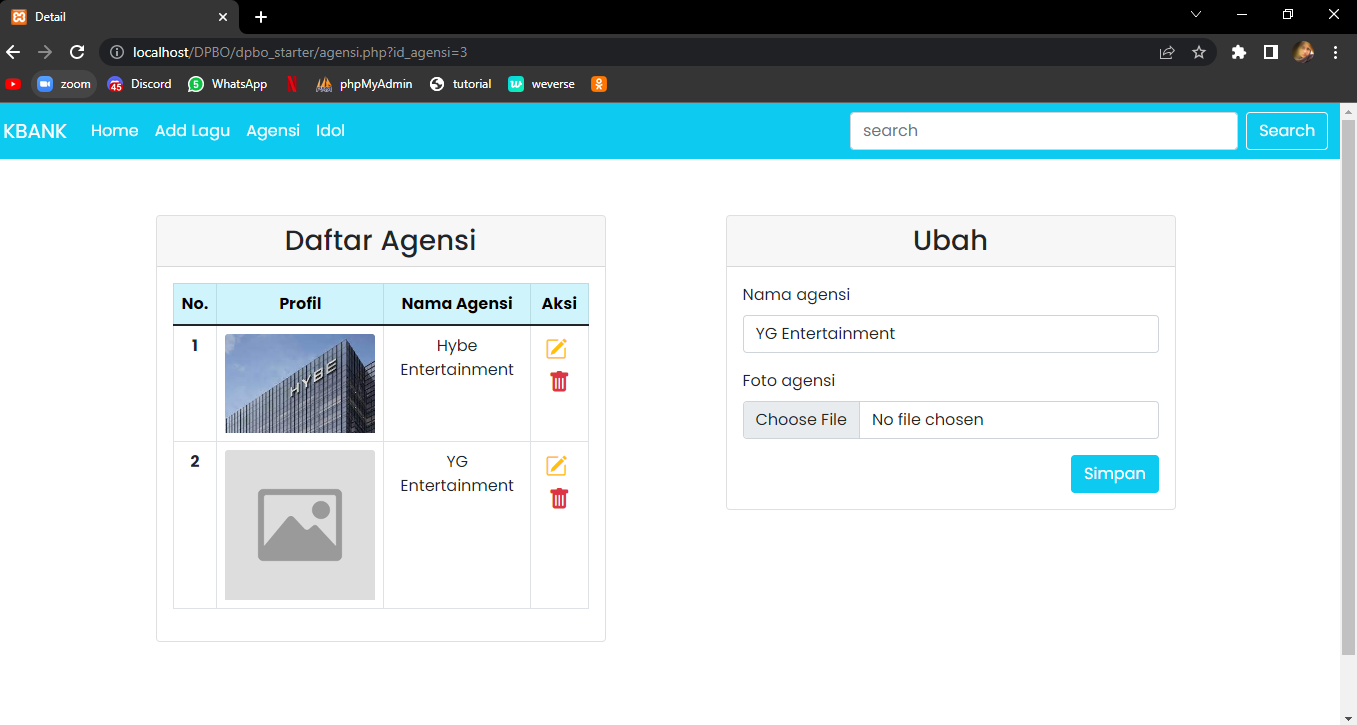 Detail
localhost/DPBO/dpbo_starter/agensi.php?id_agensi=3
zoom
45
Discord
5
WhatsApp
N
phpMyAdmin
tutorial
w
weverse
KBANK Home Add Lagu Agensi Idol
search
Search
Daftar Agensi
No. Profil Nama Agensi Aksi
1
HYBE
Hybe
Entertainment
2
YG
Entertainment
Ubah
Nama agensi
YG Entertainment
Foto agensi
Choose File No file chosen
Simpan